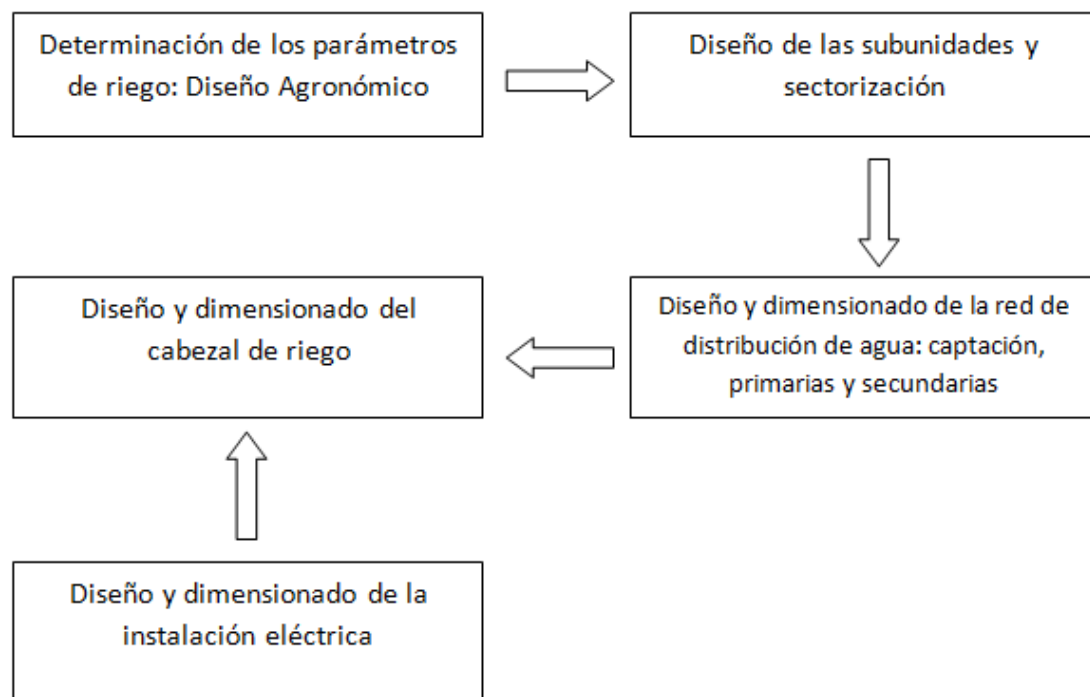 Determinación de los parámetros
de riego: Diseño Agronómico
Diseño de las subunidades y
sectorización
Diseño y dimensionado de la red de
distribución de agua: captación,
primarias y secundarias
Diseño y dimensionado del
cabezal de riego
Diseño y dimensionado de la
instalación eléctrica